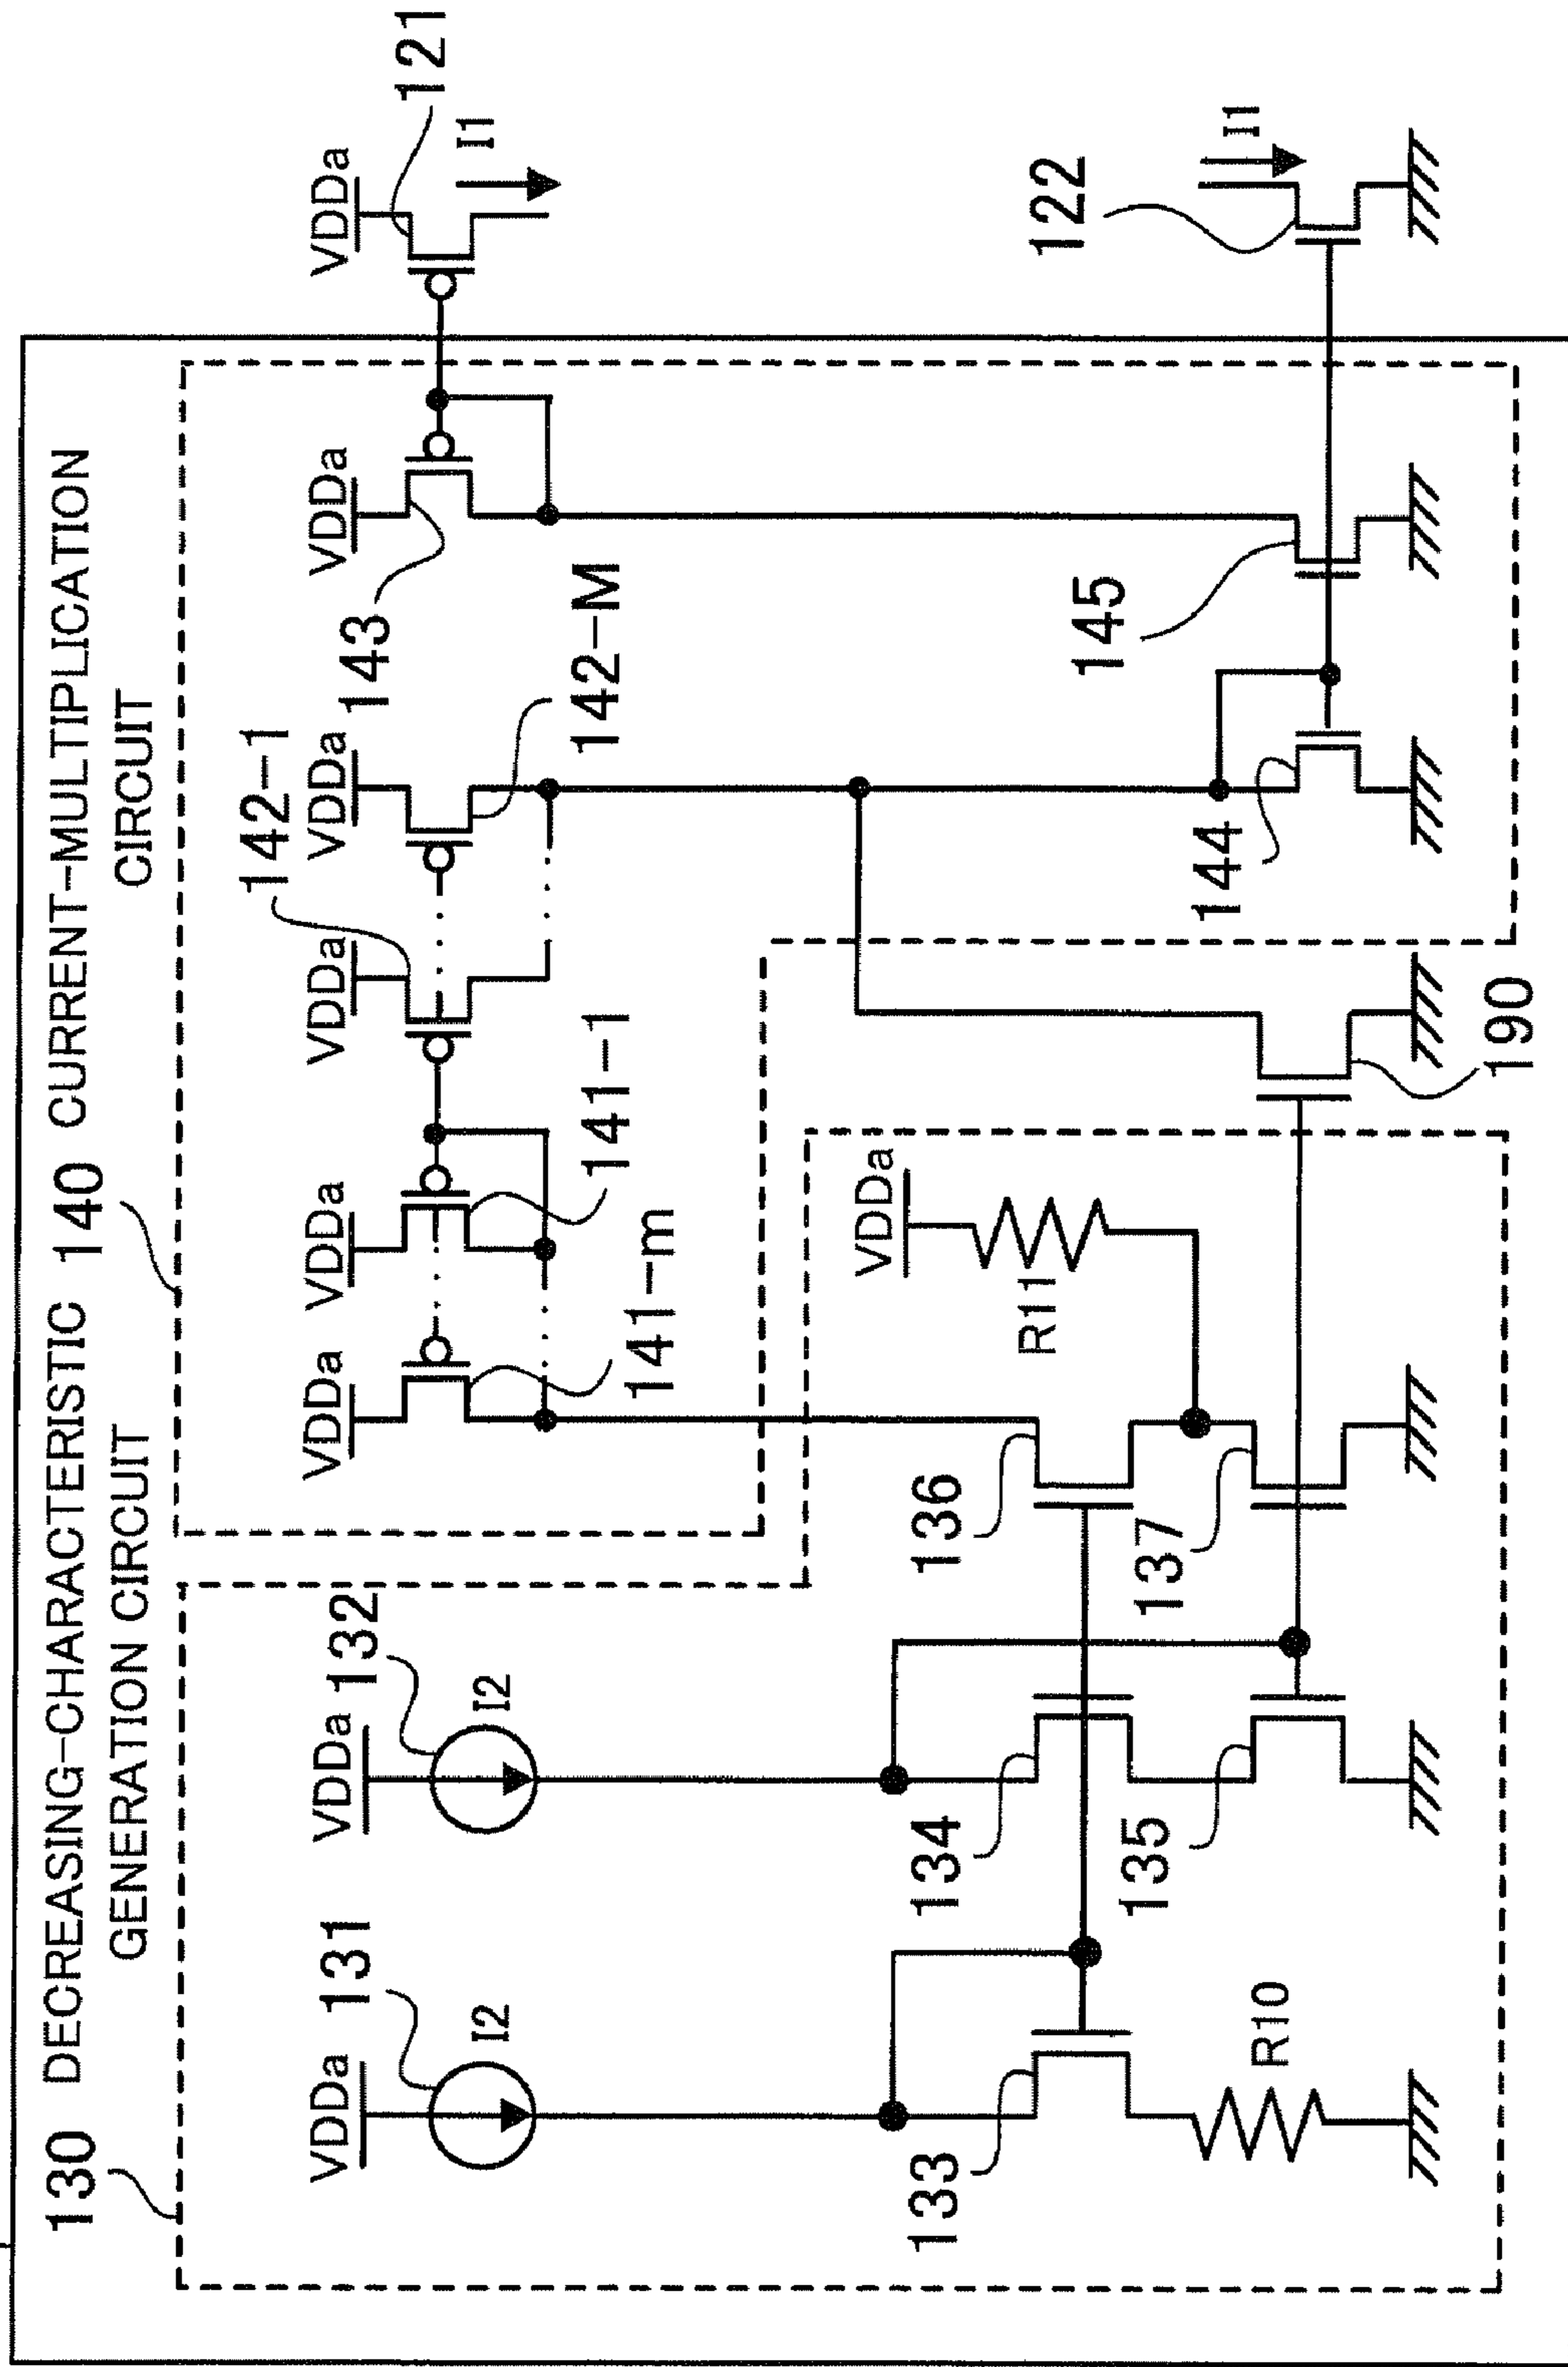 130 DECREASING-CHARACTERISTIC
GENERATION CIRCUIT
140 CURRENT-MULTIPLICATION
CIRCUIT
VDDa
131
I2
VDDa
132
I2
VDDa
141-m
VDDa
141-1
VDDa
142-1
VDDa
142-M
VDDa
143
VDDa
121
I1
133
R10
134
135
136
137
VDDa
R11
190
144
145
122
I1